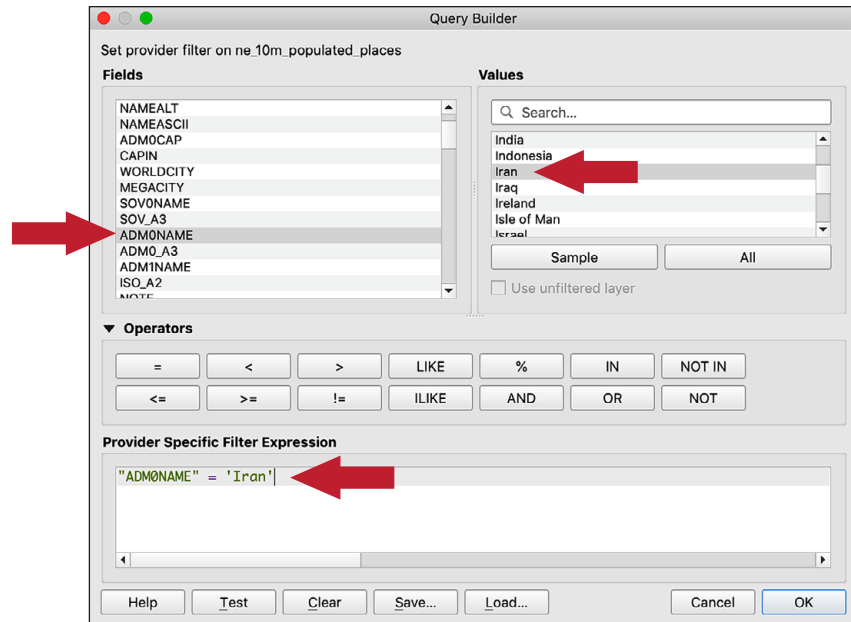 Query Builder
Set provider filter on ne_10m_populated_places
Fields
NAMEALT
NAMEASCII
ADM0CAP
CAPIN
WORLDCITY
MEGACITY
SOV0NAME
SOV_A3
ADM0NAME
ADM0_A3
ADM1NAME
ISO_A2
NOTE
Values
Search...
India
Indonesia
Iran
Iraq
Ireland
Isle of Man
Israel
Sample All
Use unfiltered layer
Operators
= < > LIKE % IN NOT IN
<= >= != ILIKE AND OR NOT
Provider Specific Filter Expression
"ADM0NAME" = 'Iran'
Help Test Clear Save... Load... Cancel OK